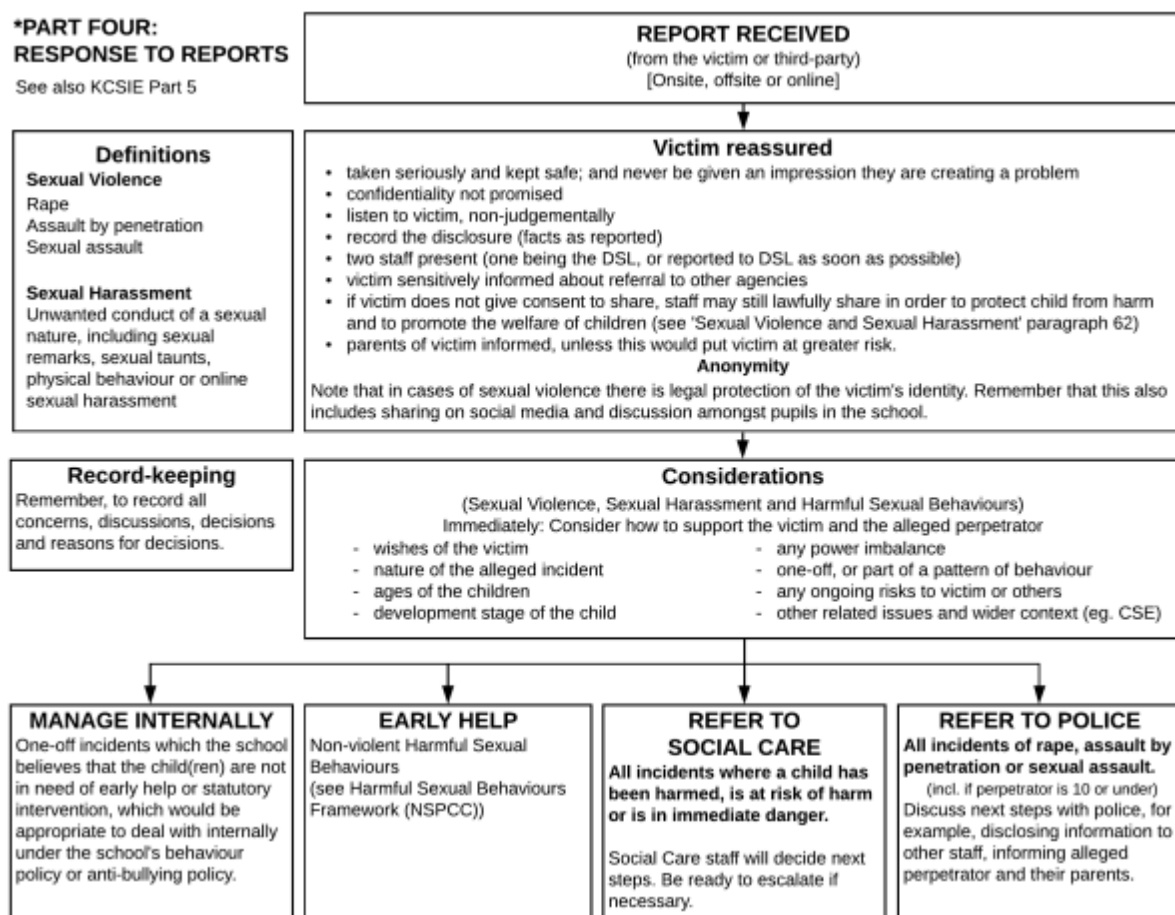 *PART FOUR:
RESPONSE TO REPORTS
See also KCSIE Part 5
REPORT RECEIVED
(from the victim or third-party)
[Onsite, offsite or online]
Definitions
Sexual Violence
Rape
Assault by penetration
Sexual assault
Sexual Harassment
Unwanted conduct of a sexual
nature, including sexual
remarks, sexual taunts,
physical behaviour or online
sexual harassment
Victim reassured
• taken seriously and kept safe; and never be given an impression they are creating a problem
• confidentiality not promised
• listen to victim, non-judgementally
• record the disclosure (facts as reported)
• two staff present (one being the DSL, or reported to DSL as soon as possible)
• victim sensitively informed about referral to other agencies
• if victim does not give consent to share, staff may still lawfully share in order to protect child from harm
and to promote the welfare of children (see 'Sexual Violence and Sexual Harassment' paragraph 62)
• parents of victim informed, unless this would put victim at greater risk.
Anonymity
Note that in cases of sexual violence there is legal protection of the victim's identity. Remember that this also
includes sharing on social media and discussion amongst pupils in the school.
Record-keeping
Remember, to record all
concerns, discussions, decisions
and reasons for decisions.
Considerations
(Sexual Violence, Sexual Harassment and Harmful Sexual Behaviours)
Immediately: Consider how to support the victim and the alleged perpetrator
- wishes of the victim
- nature of the alleged incident
- ages of the children
- development stage of the child
- any power imbalance
- one-off, or part of a pattern of behaviour
- any ongoing risks to victim or others
- other related issues and wider context (eg. CSE)
MANAGE INTERNALLY
One-off incidents which the school
believes that the child(ren) are not
in need of early help or statutory
intervention, which would be
appropriate to deal with internally
under the school's behaviour
policy or anti-bullying policy.
EARLY HELP
Non-violent Harmful Sexual
Behaviours
(see Harmful Sexual Behaviours
Framework (NSPCC))
REFER TO
SOCIAL CARE
All incidents where a child has
been harmed, is at risk of harm
or is in immediate danger.
Social Care staff will decide next
steps. Be ready to escalate if
necessary.
REFER TO POLICE
All incidents of rape, assault by
penetration or sexual assault.
(incl. if perpetrator is 10 or under)
Discuss next steps with police, for
example, disclosing information to
other staff, informing alleged
perpetrator and their parents.